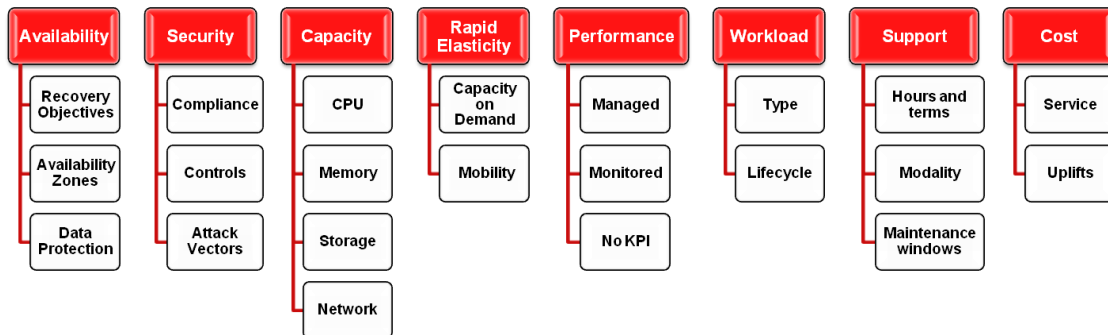 Availability
Recovery
Objectives
Availability
Zones
Data
Protection
Security
Compliance
Controls
Attack
Vectors
Capacity
CPU
Memory
Storage
Network
Rapid
Elasticity
Capacity
on
Demand
Mobility
Performance
Managed
Monitored
No KPI
Workload
Type
Lifecycle
Support
Hours and
terms
Modality
Maintenance
windows
Cost
Service
Uplifts